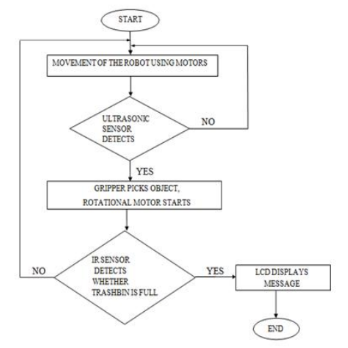 START
MOVEMENT OF THE ROBOT USING MOTORS
ULTRASONIC
SENSOR
DETECTS
NO
YES
GRIPPER PICKS OBJECT,
ROTATIONAL MOTOR STARTS
IR SENSOR
DETECTS
WHETHER
TRASHBIN IS FULL
NO
YES
LCD DISPLAYS
MESSAGE
END